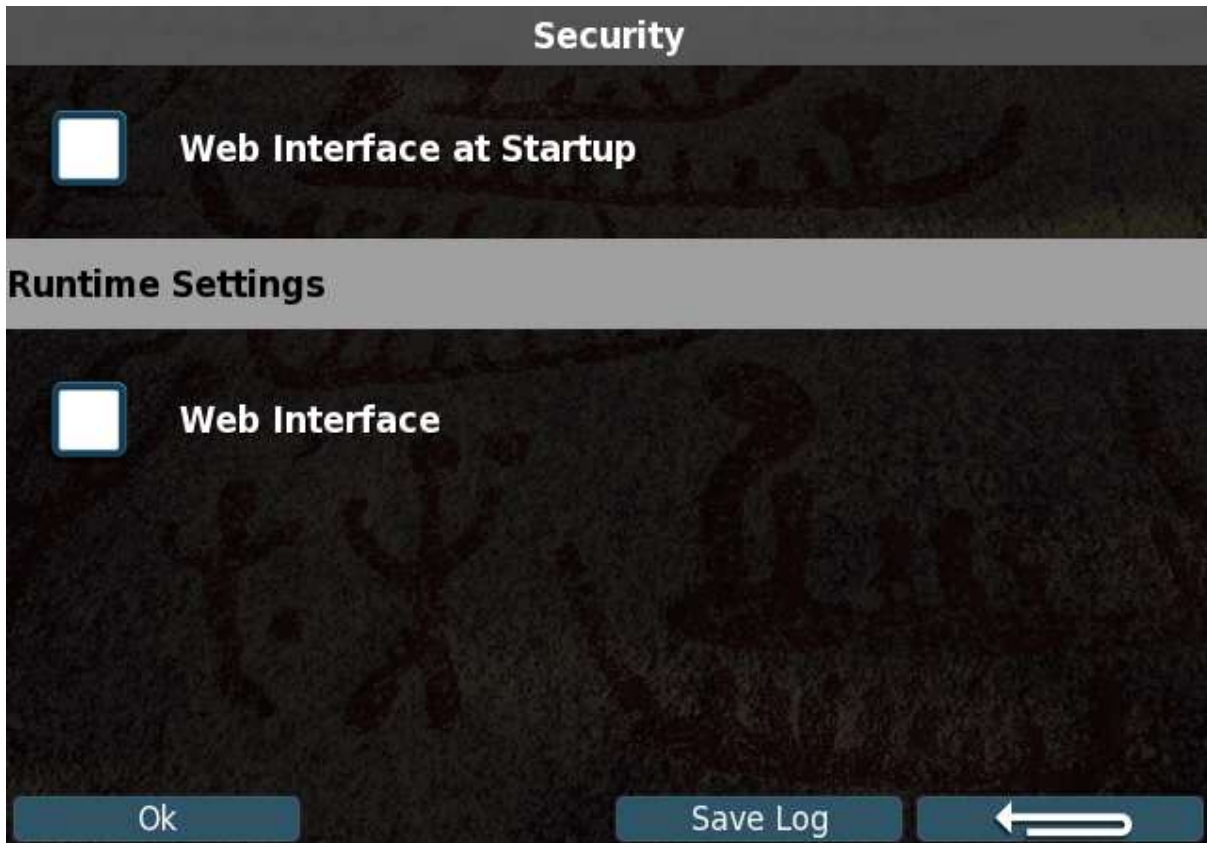 Security
Web Interface at Startup
Runtime Settings
Web Interface
Ok
Save Log